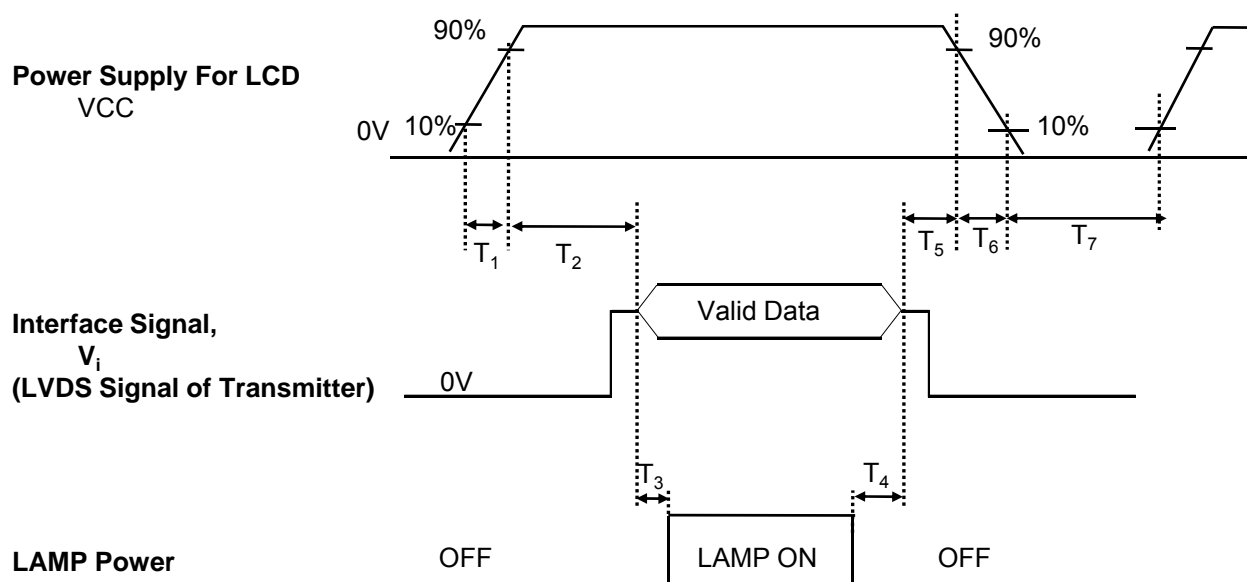 90%
90%
Power Supply For LCD
VCC
0V
10%
10%
T1
T2
T5
T6
T7
Valid Data
Interface Signal,
Vi
(LVDS Signal of Transmitter)
0V
T3
T4
LAMP Power
OFF
LAMP ON
OFF